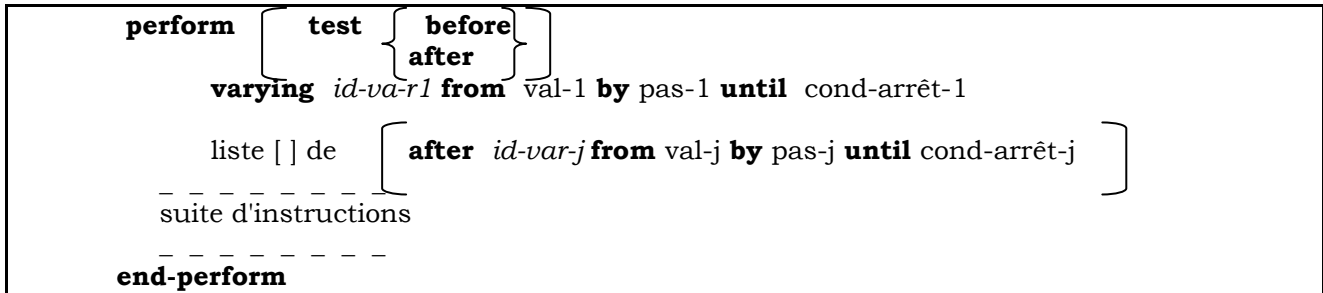 perform test before
after
varying id-va-r1 from val-1 by pas-1 until cond-arrêt-1
liste [ ] de after id-var-j from val-j by pas-j until cond-arrêt-j
_ _ _ _ _ _ _ _
suite d'instructions
_ _ _ _ _ _ _ _
end-perform